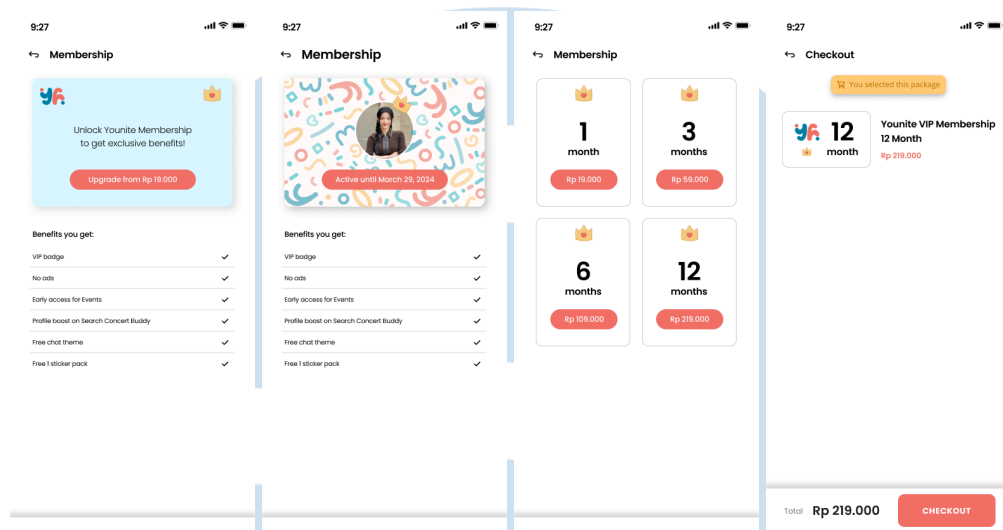 9:27
Membership
yh
Unlock Younite Membership
to get exclusive benefits!
Upgrade from Rp 19.000
Benefits you get:
VIP badge
No ads
Early access for Events
Profile boost on Search Concert Buddy
Free chat theme
Free 1 sticker pack
9:27
Membership
Active until March 29, 2024
Benefits you get:
VIP badge
No ads
Early access for Events
Profile boost on Search Concert Buddy
Free chat theme
Free 1 sticker pack
9:27
Membership
1
month
Rp 19.000
3
months
Rp 59.000
6
months
Rp 109.000
12
months
Rp 219.000
9:27
Checkout
You selected this package
yh 12
month
Younite VIP Membership
12 Month
Rp 219.000
Total Rp 219.000
CHECKOUT